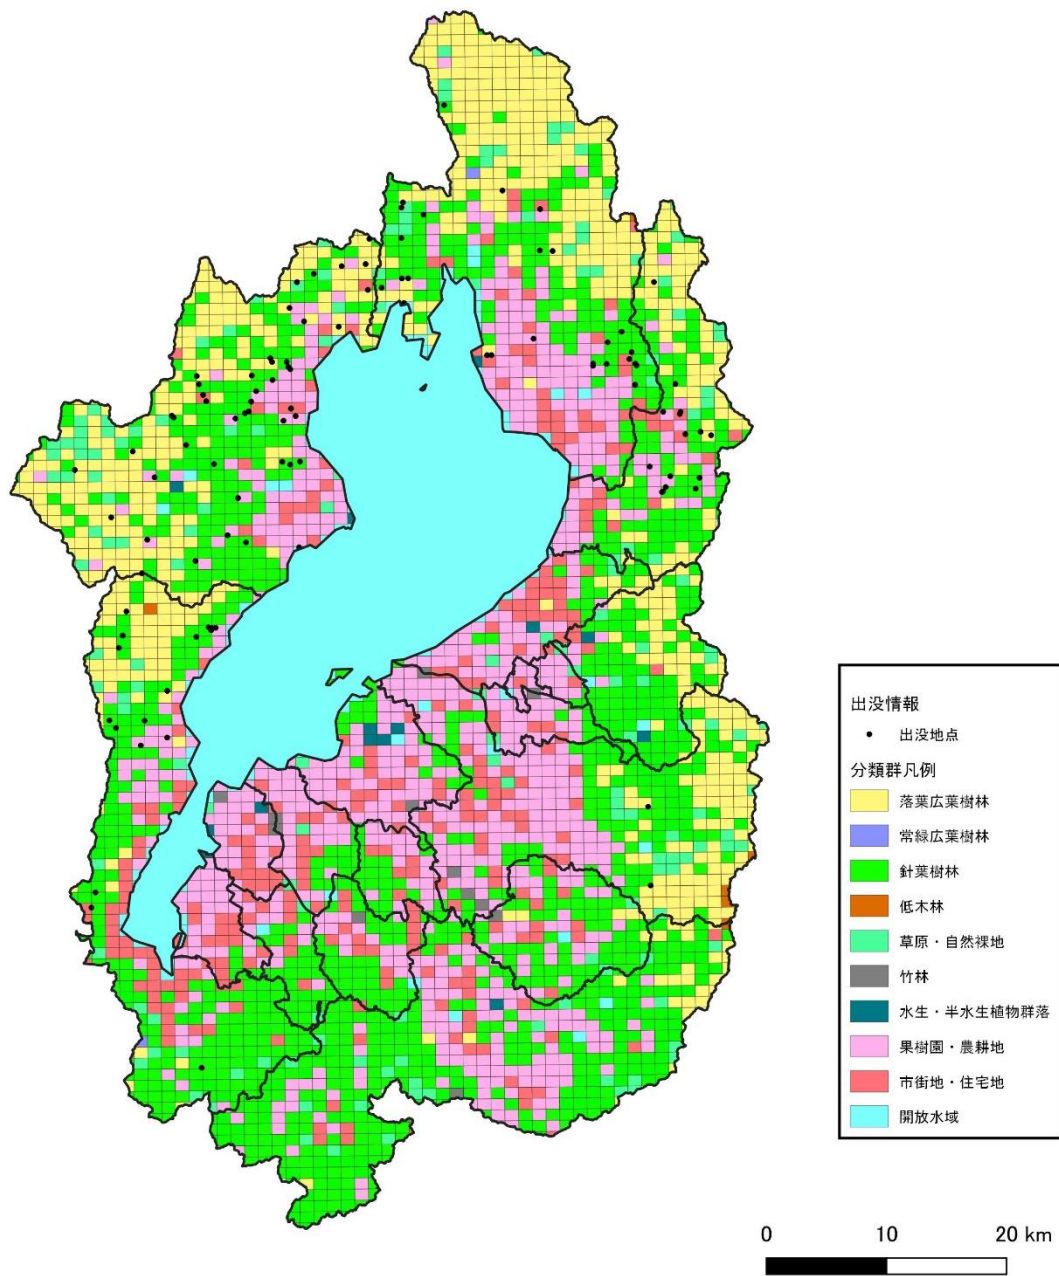 出没情報
出没地点
分類群凡例
落葉広葉樹林
常緑広葉樹林
針葉樹林
低木林
草原・自然裸地
竹林
水生・半水生植物群落
果樹園・農耕地
市街地・住宅地
開放水域
0 10 20 km